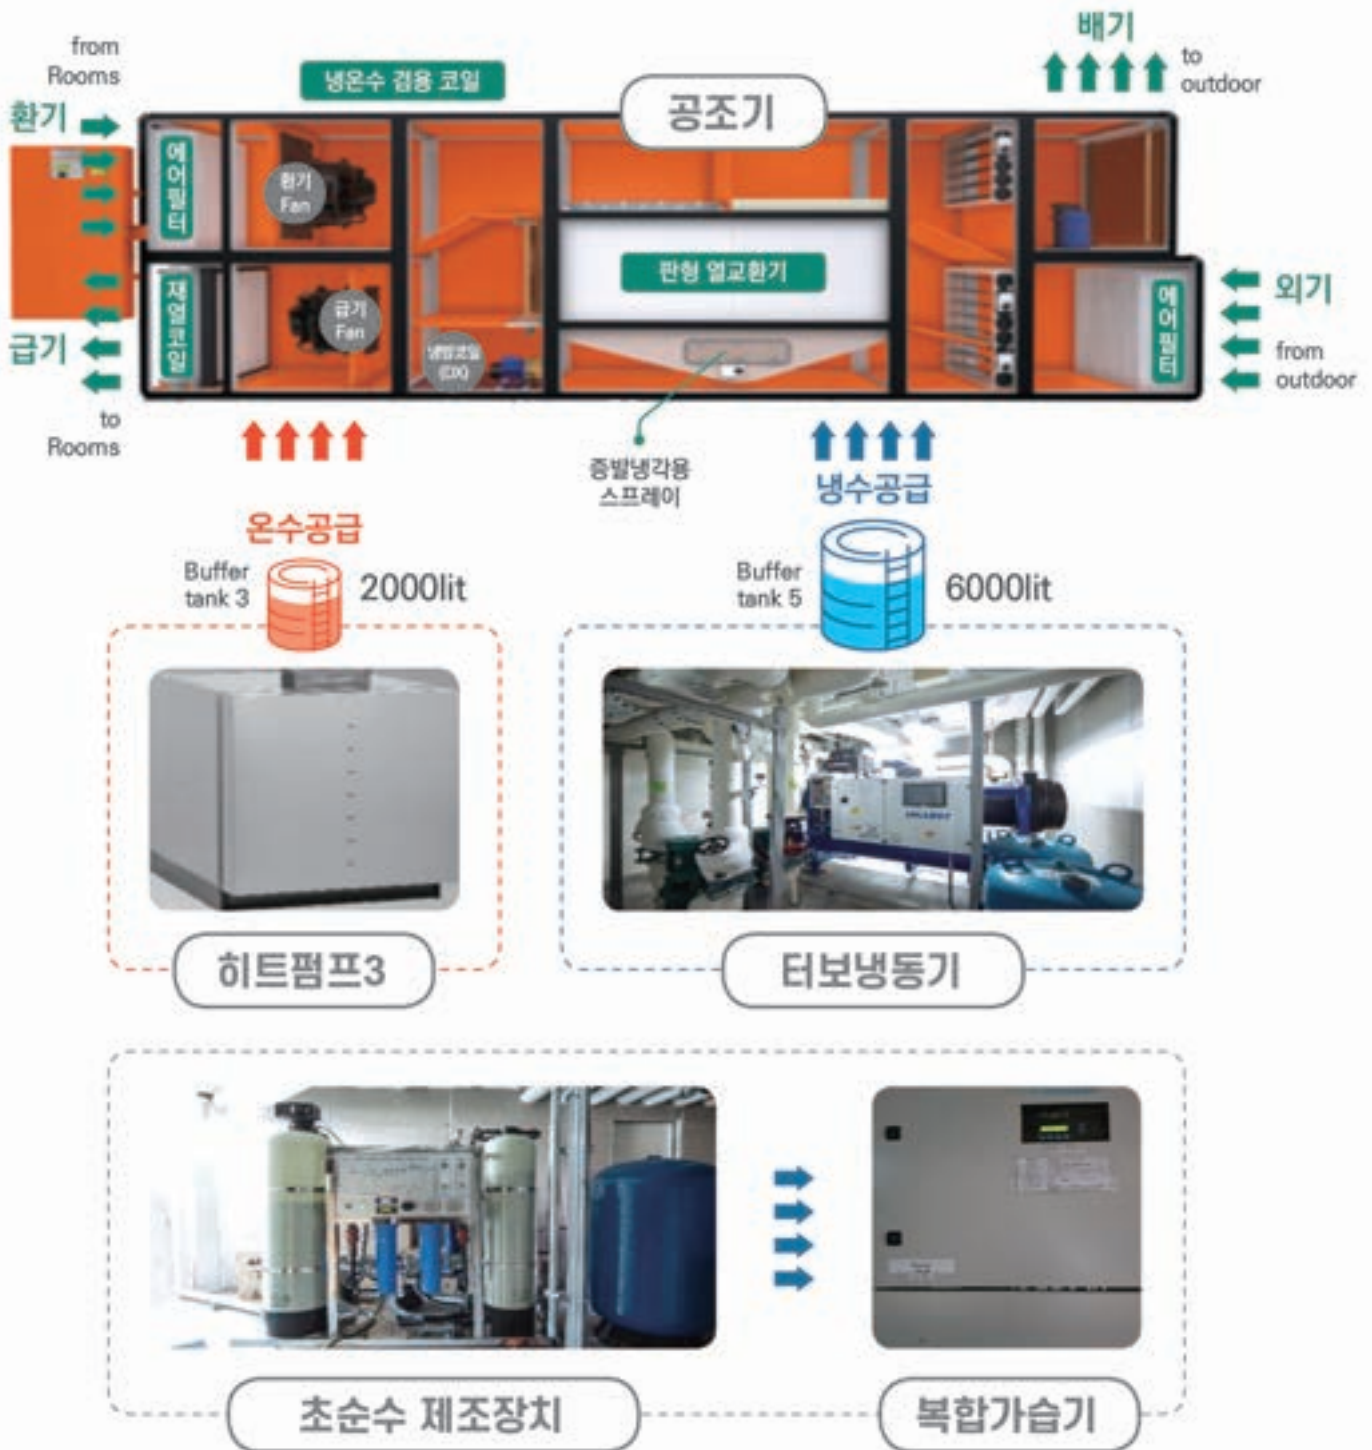 from
Rooms
환기
냉온수 겸용 코일
공조기
배기
to
outdoor
에어필터
환기
Fan
판형 열교환기
재열코일
급기
Fan
냉방코일
(DX)
에어필터
외기
from
outdoor
급기
to
Rooms
증발냉각용
스프레이
온수공급
Buffer
tank 3
2000lit
냉수공급
Buffer
tank 5
6000lit
히트펌프3
터보냉동기
초순수 제조장치
복합가습기